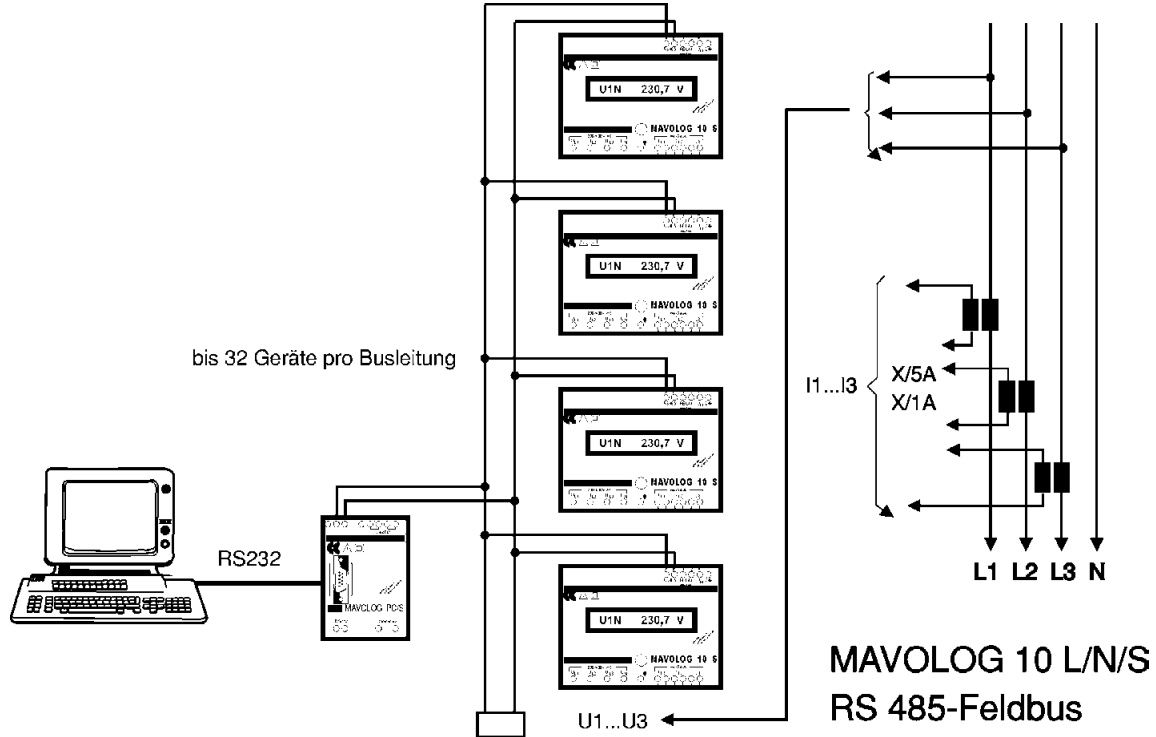 U1N 230,7 V
MAVOLOG 10 S
U1N 230,7 V
MAVOLOG 10 S
bis 32 Geräte pro Busleitung
I1...I3
X/5A
X/1A
U1N 230,7 V
MAVOLOG 10 S
RS232
MAVOLOG PC/S
L1 L2 L3 N
U1N 230,7 V
MAVOLOG 10 S
U1...U3
MAVOLOG 10 L/N/S
RS 485-Feldbus